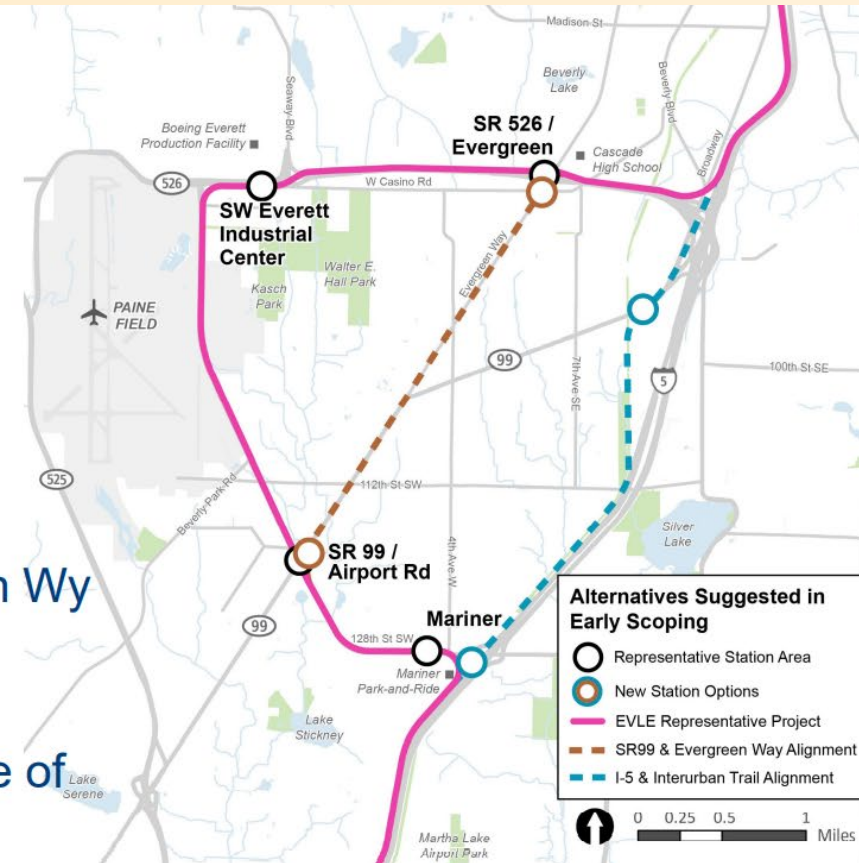 Madison St
Beverly
Lake
Beverly Blvd
Broadway
Seaway Blvd
Boeing Everett
Production Facility
SR 526 /
Evergreen
Cascade
High School
526
W Casino Rd
SW Everett
Industrial
Center
Walter E.
Hall Park
Kasch
Park
Evergreen Way
PAINE
FIELD
99
7th Ave SE
5
100th St SE
525
112th St SW
Beverly Park Rd
Silver
Lake
SR 99 /
Airport Rd
4th Ave W
n Wy
99
Mariner
128th St SW
Mariner
Park-and-Ride
Lake
Stickney
e of
Lake
Serene
Martha Lake
Airport Park
Alternatives Suggested in
Early Scoping
Representative Station Area
New Station Options
EVLE Representative Project
SR99 & Evergreen Way Alignment
I-5 & Interurban Trail Alignment
0 0.25 0.5 1
Miles